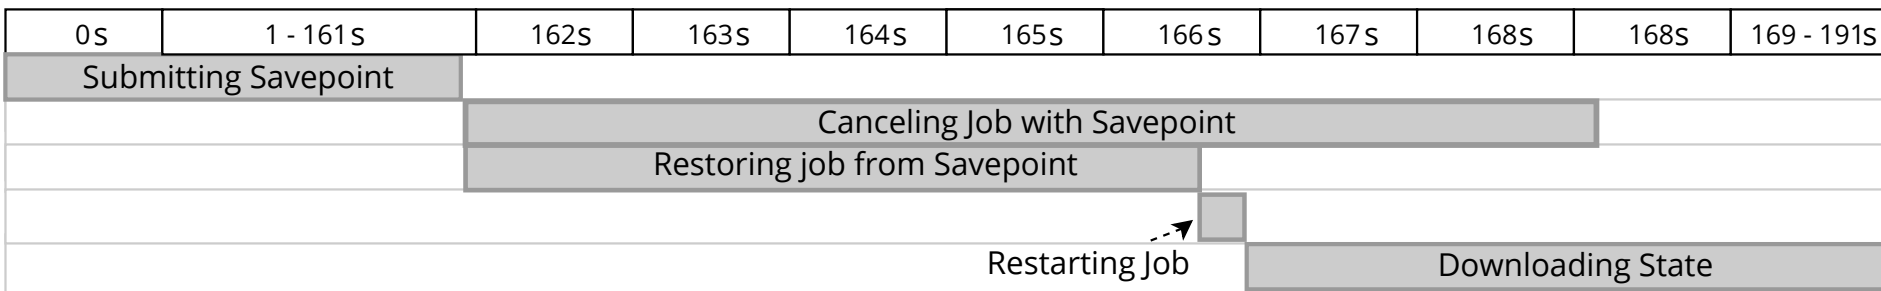 0s 1 - 161s 162s 163s 164s 165s 166s 167s 168s 168s 169 - 191s
Submitting Savepoint
Canceling Job with Savepoint
Restoring job from Savepoint
Restarting Job
Downloading State